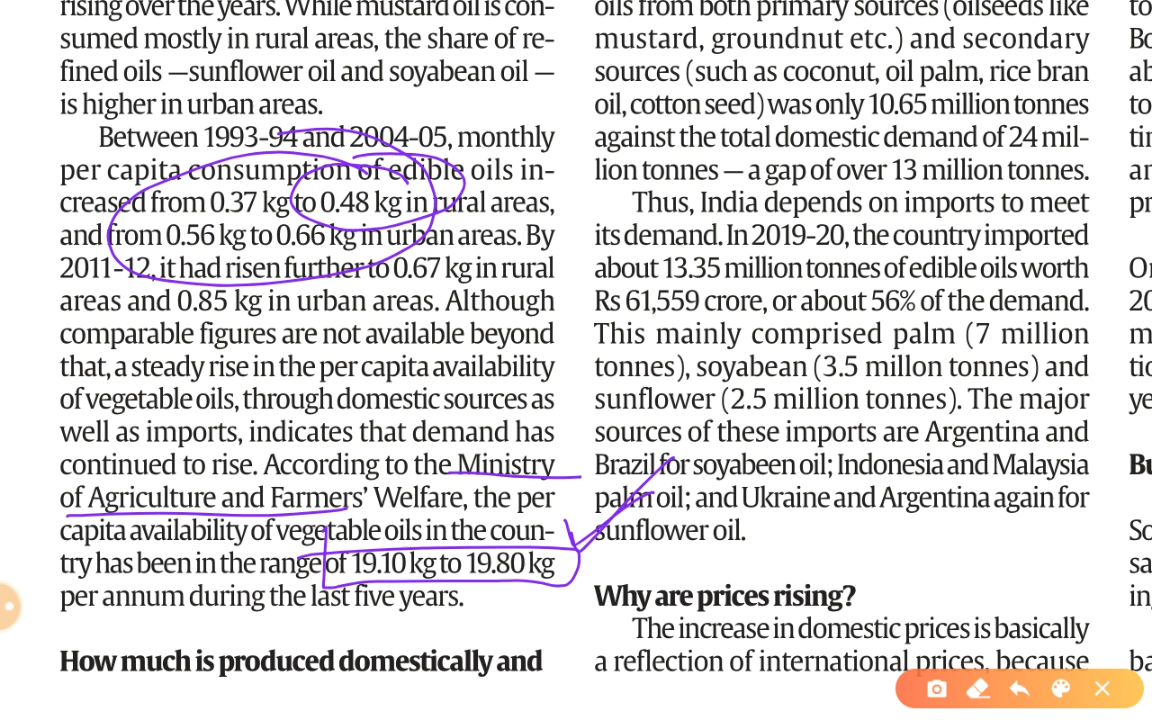 rising over the years. While mustard oil is con-
sumed mostly in rural areas, the share of re-
fined oils —sunflower oil and soyabean oil —
is higher in urban areas.
Between 1993-94 and 2004-05, monthly
per capita consumption of edible oils in-
creased from 0.37 kg to 0.48 kg in rural areas,
and from 0.56 kg to 0.66 kg in urban areas. By
2011-12, it had risen further to 0.67 kg in rural
areas and 0.85 kg in urban areas. Although
comparable figures are not available beyond
that, a steady rise in the per capita availability
of vegetable oils, through domestic sources as
well as imports, indicates that demand has
continued to rise. According to the Ministry
of Agriculture and Farmers’ Welfare, the per
capita availability of vegetable oils in the coun-
try has been in the range of 19.10 kg to 19.80 kg
per annum during the last five years.
How much is produced domestically and
oils from both primary sources (oilseeds like
mustard, groundnut etc.) and secondary
sources (such as coconut, oil palm, rice bran
oil, cotton seed) was only 10.65 million tonnes
against the total domestic demand of 24 mil-
lion tonnes — a gap of over 13 million tonnes.
Thus, India depends on imports to meet
its demand. In 2019-20, the country imported
about 13.35 million tonnes of edible oils worth
Rs 61,559 crore, or about 56% of the demand.
This mainly comprised palm (7 million
tonnes), soyabean (3.5 millon tonnes) and
sunflower (2.5 million tonnes). The major
sources of these imports are Argentina and
Brazil for soyabeen oil; Indonesia and Malaysia
palm oil; and Ukraine and Argentina again for
sunflower oil.
Why are prices rising?
The increase in domestic prices is basically
a reflection of international prices, because